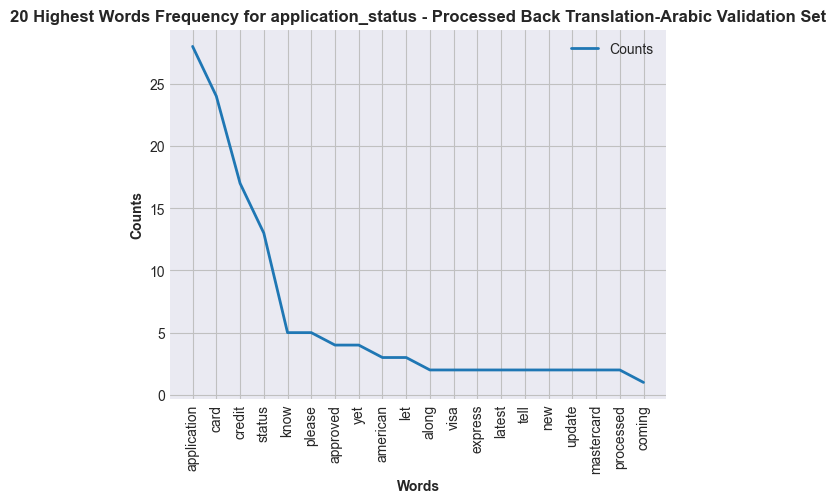 20 Highest Words Frequency for application_status - Processed Back Translation-Arabic Validation Set
Counts
25
20
15
10
5
0
Counts
application
card
credit
status
know
please
approved
yet
american
let
along
visa
express
latest
tell
new
update
mastercard
processed
coming
Words